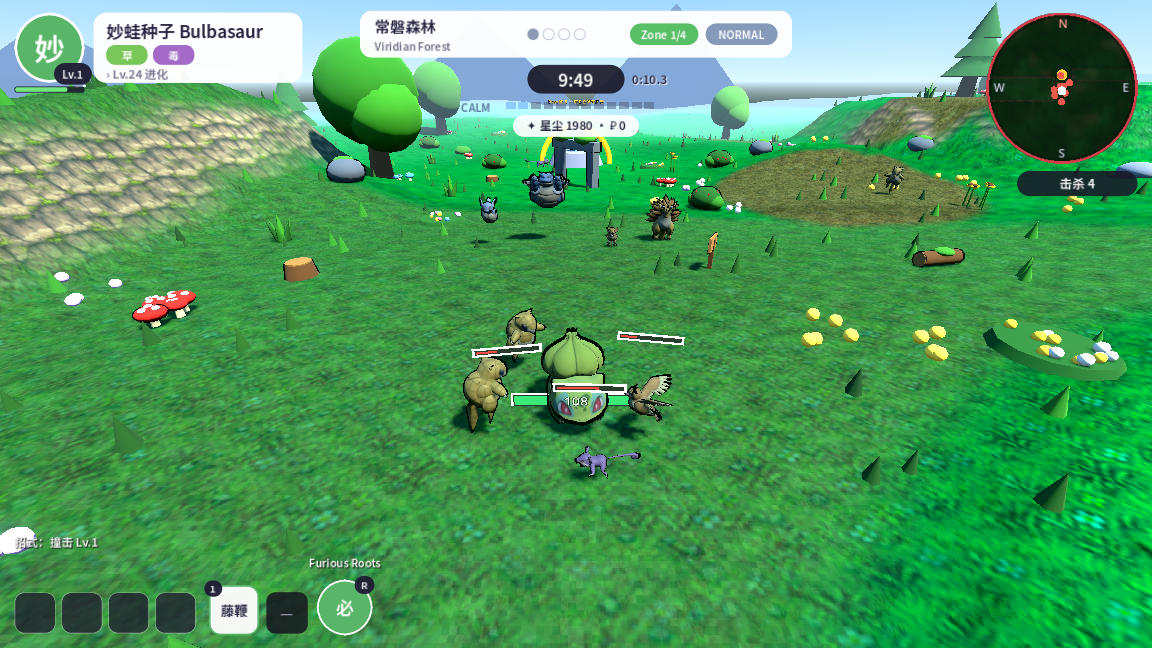 妙
Lv.1
妙蛙种子 Bulbasaur
草 毒
› Lv.24 进化
常磐森林
Viridian Forest
Zone 1/4
NORMAL
9:49
0:10.3
CALM
✦ 星尘 1980 • ₽ 0
N
W
E
S
击杀 4
108
招式: 撞击 Lv.1
Furious Roots
1
藤鞭
—
R
必